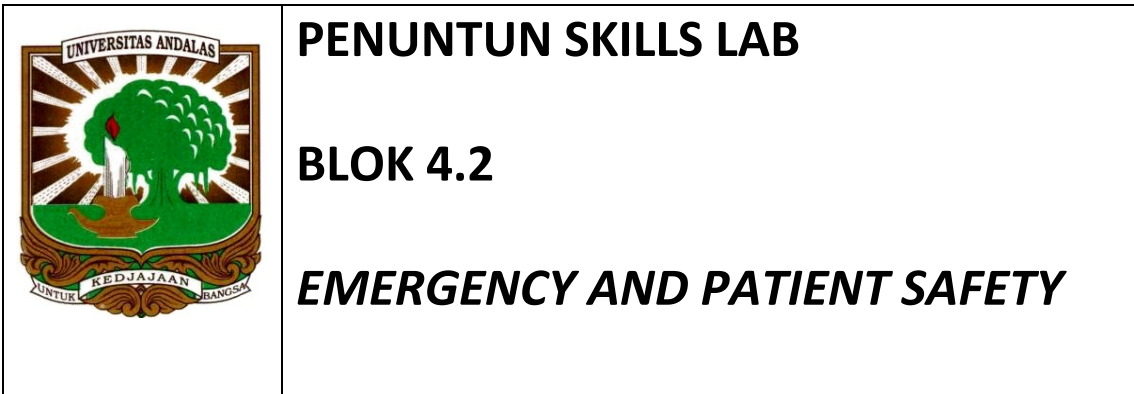 UNIVERSITAS ANDALAS
UNTUK KEDJAJAAN BANGSA
PENUNTUN SKILLS LAB
BLOK 4.2
EMERGENCY AND PATIENT SAFETY